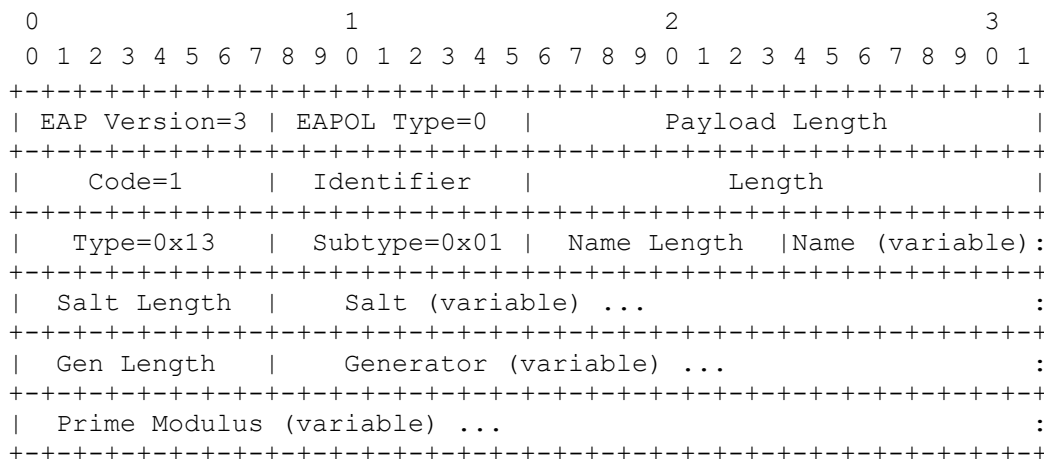 0                   1                   2                   3
0 1 2 3 4 5 6 7 8 9 0 1 2 3 4 5 6 7 8 9 0 1 2 3 4 5 6 7 8 9 0 1
+-+-+-+-+-+-+-+-+-+-+-+-+-+-+-+-+-+-+-+-+-+-+-+-+-+-+-+-+-+-+-+-+
| EAP Version=3 | EAPOL Type=0  |        Payload Length         |
+-+-+-+-+-+-+-+-+-+-+-+-+-+-+-+-+-+-+-+-+-+-+-+-+-+-+-+-+-+-+-+-+
|    Code=1     |  Identifier   |            Length             |
+-+-+-+-+-+-+-+-+-+-+-+-+-+-+-+-+-+-+-+-+-+-+-+-+-+-+-+-+-+-+-+-+
|   Type=0x13   |  Subtype=0x01 |  Name Length  |Name (variable):
+-+-+-+-+-+-+-+-+-+-+-+-+-+-+-+-+-+-+-+-+-+-+-+-+-+-+-+-+-+-+-+-+
|  Salt Length  |    Salt (variable) ...                        :
+-+-+-+-+-+-+-+-+-+-+-+-+-+-+-+-+-+-+-+-+-+-+-+-+-+-+-+-+-+-+-+-+
|  Gen Length   |    Generator (variable) ...                   :
+-+-+-+-+-+-+-+-+-+-+-+-+-+-+-+-+-+-+-+-+-+-+-+-+-+-+-+-+-+-+-+-+
|  Prime Modulus (variable) ...                                 :
+-+-+-+-+-+-+-+-+-+-+-+-+-+-+-+-+-+-+-+-+-+-+-+-+-+-+-+-+-+-+-+-+